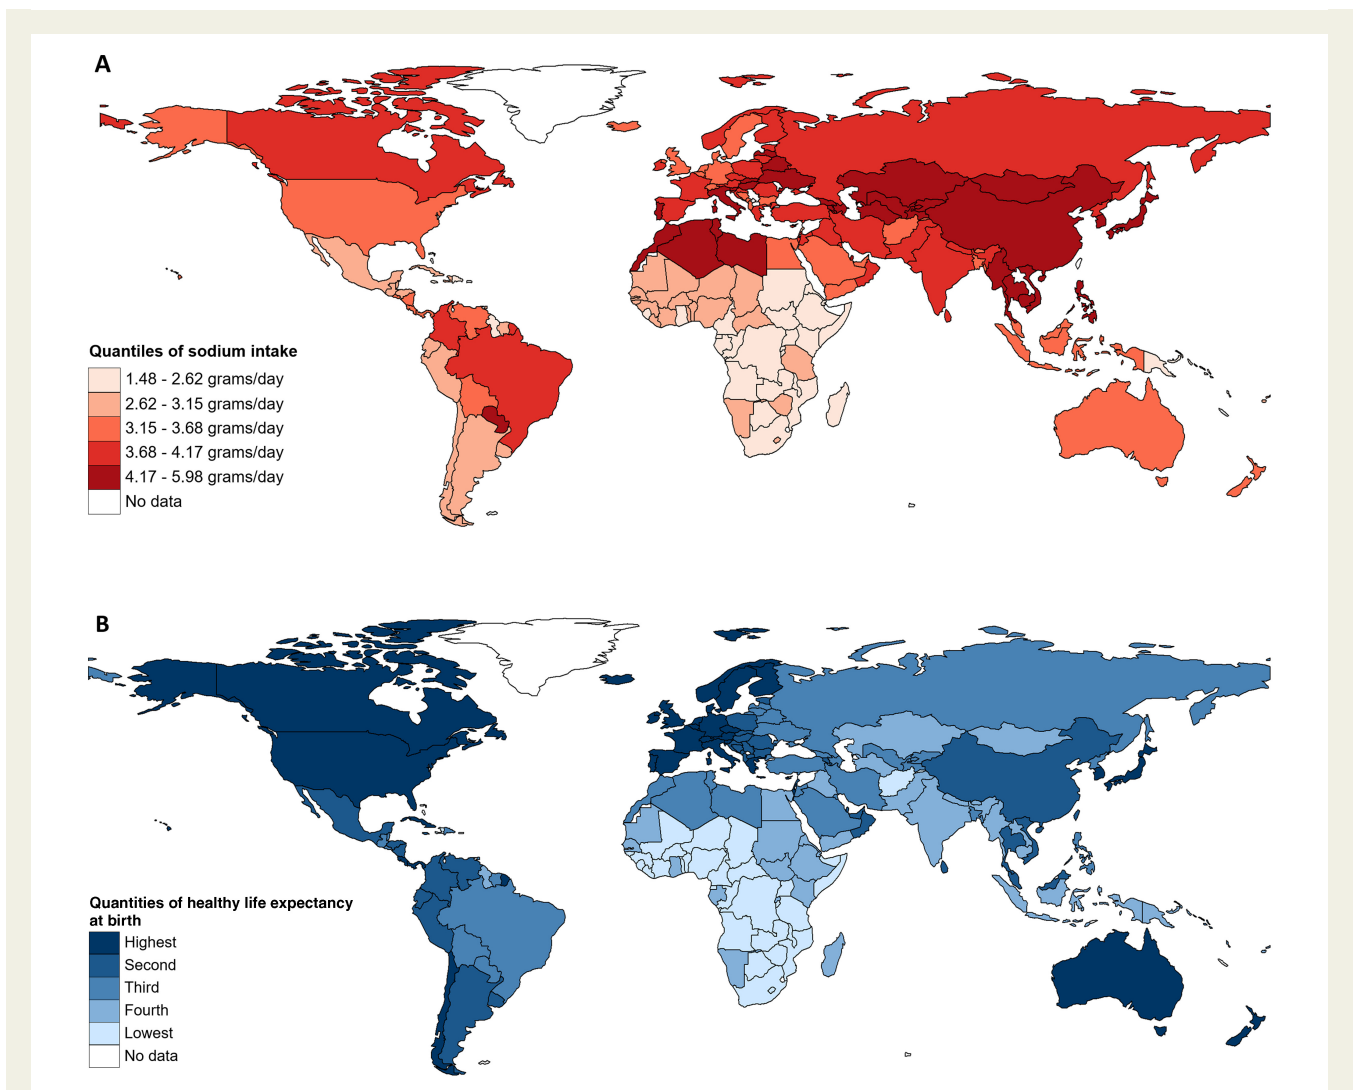 A
Quantiles of sodium intake
1.48 - 2.62 grams/day
2.62 - 3.15 grams/day
3.15 - 3.68 grams/day
3.68 - 4.17 grams/day
4.17 - 5.98 grams/day
No data
B
Quantities of healthy life expectancy
at birth
Highest
Second
Third
Fourth
Lowest
No data